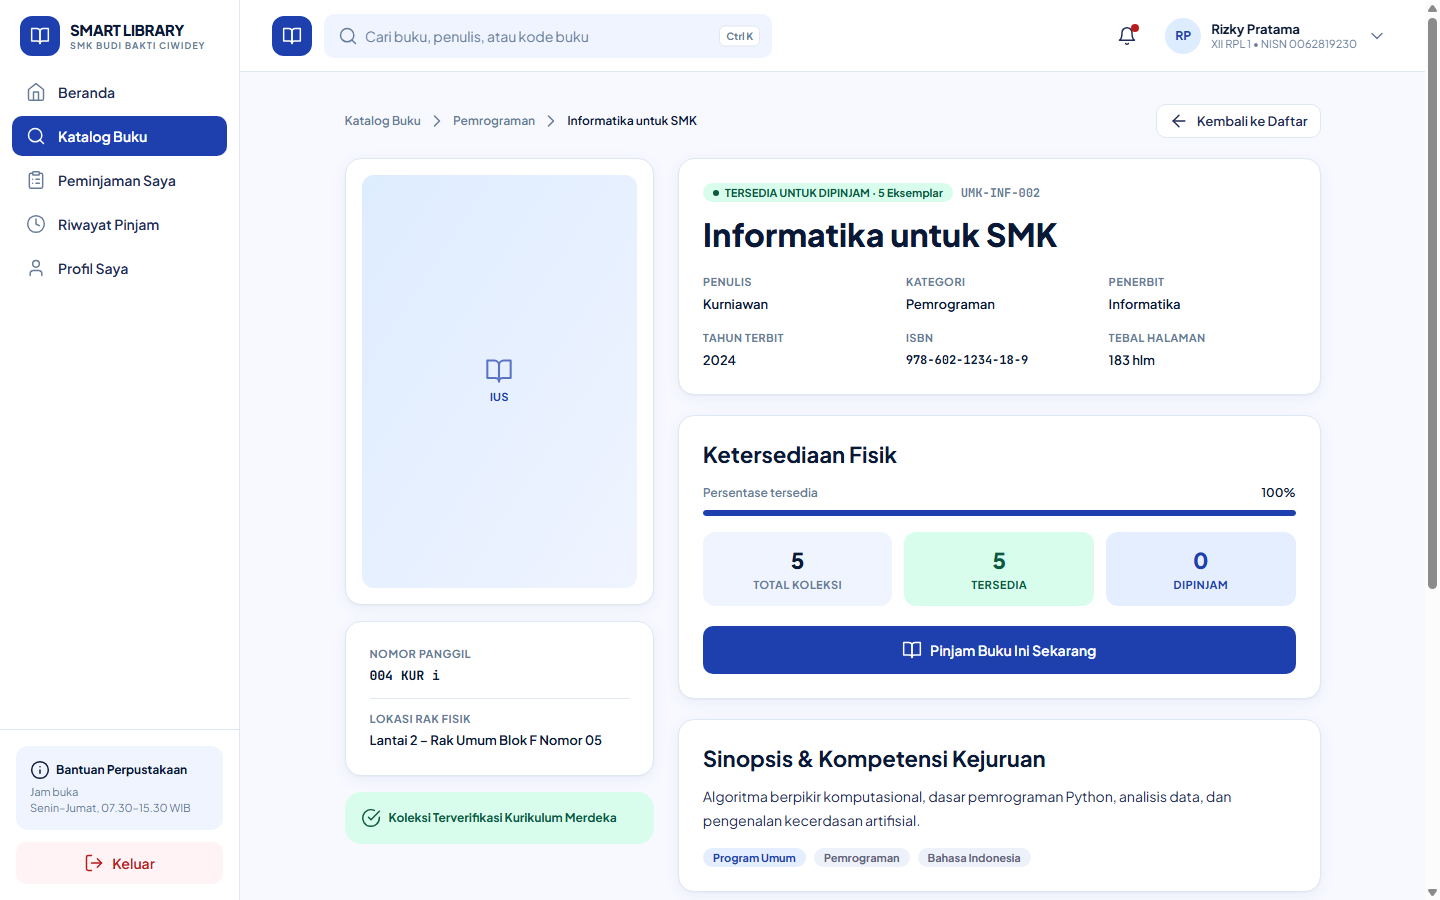 SMART LIBRARY
SMK BUDI BAKTI CIWIDEY
Beranda
Katalog Buku
Peminjaman Saya
Riwayat Pinjam
Profil Saya
Bantuan Perpustakaan
Jam buka
Senin–Jumat, 07.30–15.30 WIB
Keluar
Cari buku, penulis, atau kode buku
Ctrl K
RP
Rizky Pratama
XII RPL 1 • NISN 0062819230
Katalog Buku > Pemrograman > Informatika untuk SMK
Kembali ke Daftar
IUS
NOMOR PANGGIL
004 KUR i
LOKASI RAK FISIK
Lantai 2 – Rak Umum Blok F Nomor 05
Koleksi Terverifikasi Kurikulum Merdeka
TERSEDIA UNTUK DIPINJAM · 5 Eksemplar
UMK-INF-002
Informatika untuk SMK
PENULIS
Kurniawan
KATEGORI
Pemrograman
PENERBIT
Informatika
TAHUN TERBIT
2024
ISBN
978-602-1234-18-9
TEBAL HALAMAN
183 hlm
Ketersediaan Fisik
Persentase tersedia
100%
5
TOTAL KOLEKSI
5
TERSEDIA
0
DIPINJAM
Pinjam Buku Ini Sekarang
Sinopsis & Kompetensi Kejuruan
Algoritma berpikir komputasional, dasar pemrograman Python, analisis data, dan
pengenalan kecerdasan artifisial.
Program Umum
Pemrograman
Bahasa Indonesia